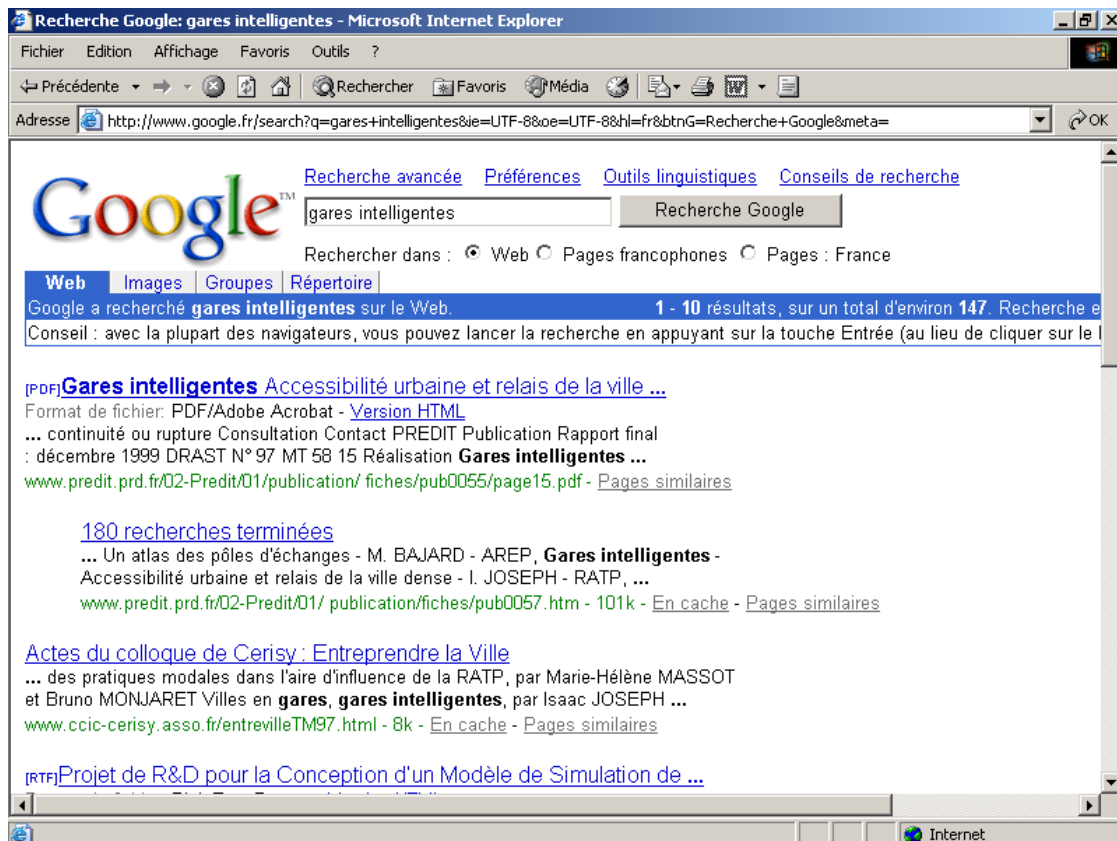 Recherche Google: gares intelligentes - Microsoft Internet Explorer
Fichier Edition Affichage Favoris Outils ?
Précédente Rechercher Favoris Média
Adresse http://www.google.fr/search?q=gares+intelligentes&ie=UTF-8&oe=UTF-8&hl=fr&btnG=Recherche+Google&meta= OK
Google™
Recherche avancée Préférences Outils linguistiques Conseils de recherche
gares intelligentes Recherche Google
Rechercher dans : Web Pages francophones Pages : France
Web Images Groupes Répertoire
Google a recherché gares intelligentes sur le Web. 1 - 10 résultats, sur un total d'environ 147. Recherche e
Conseil : avec la plupart des navigateurs, vous pouvez lancer la recherche en appuyant sur la touche Entrée (au lieu de cliquer sur le
[PDF]Gares intelligentes Accessibilité urbaine et relais de la ville ...
Format de fichier: PDF/Adobe Acrobat - Version HTML
... continuité ou rupture Consultation Contact PREDIT Publication Rapport final
: décembre 1999 DRAST N° 97 MT 58 15 Réalisation Gares intelligentes ...
www.predit.prd.fr/02-Predit/01/publication/ fiches/pub0055/page15.pdf - Pages similaires
180 recherches terminées
... Un atlas des pôles d'échanges - M. BAJARD - AREP, Gares intelligentes -
Accessibilité urbaine et relais de la ville dense - I. JOSEPH - RATP, ...
www.predit.prd.fr/02-Predit/01/ publication/fiches/pub0057.htm - 101k - En cache - Pages similaires
Actes du colloque de Cerisy : Entreprendre la Ville
... des pratiques modales dans l'aire d'influence de la RATP, par Marie-Hélène MASSOT
et Bruno MONJARET Villes en gares, gares intelligentes, par Isaac JOSEPH ...
www.ccic-cerisy.asso.fr/entrevilleTM97.html - 8k - En cache - Pages similaires
[RTF]Projet de R&D pour la Conception d'un Modèle de Simulation de ...
Internet